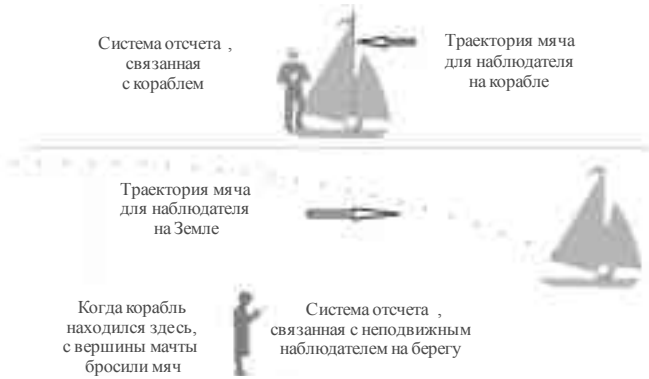 Система отсчета ,
связанная
с кораблем
Траектория мяча
для наблюдателя
на корабле
Траектория мяча
для наблюдателя
на Земле
Когда корабль
находился здесь,
с вершины мачты
бросили мяч
Система отсчета ,
связанная с неподвижным
наблюдателем на берегу